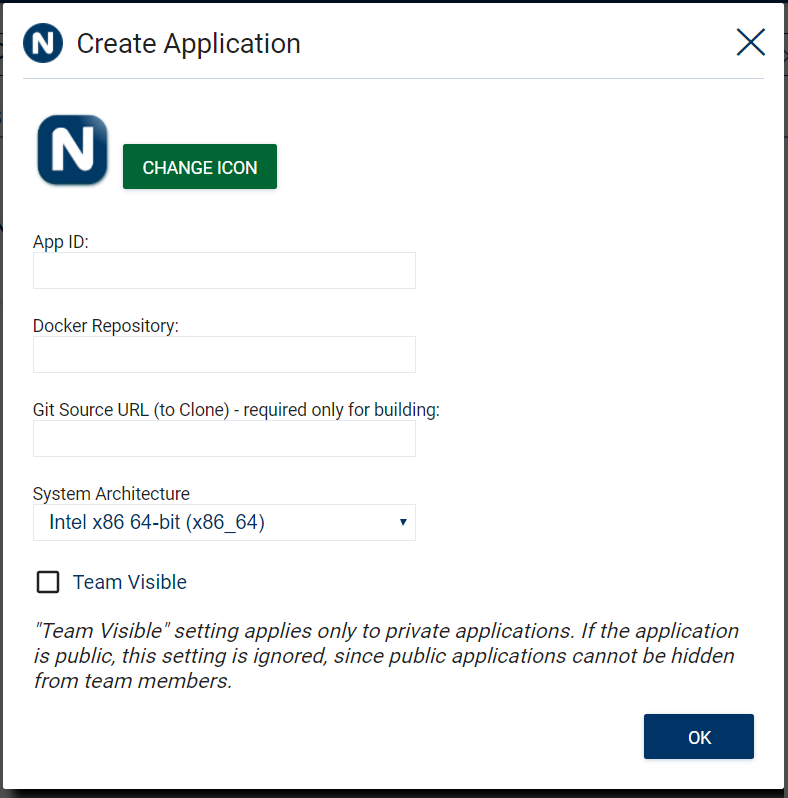 N Create Application
N
CHANGE ICON
App ID:
Docker Repository:
Git Source URL (to Clone) - required only for building:
System Architecture
Intel x86 64-bit (x86_64)
Team Visible
"Team Visible" setting applies only to private applications. If the application
is public, this setting is ignored, since public applications cannot be hidden
from team members.
OK